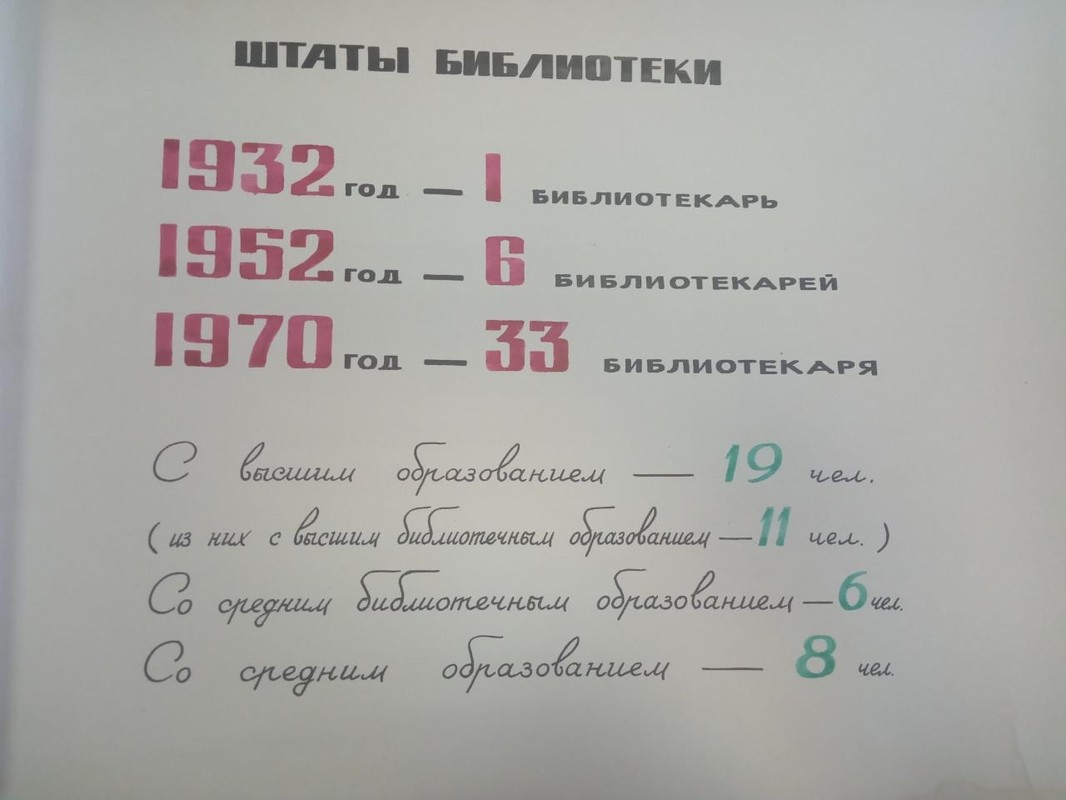 ШТАТЫ БИБЛИОТЕКИ
1932 год — 1 БИБЛИОТЕКАРЬ
1952 год — 6 БИБЛИОТЕКАРЕЙ
1970 год — 33 БИБЛИОТЕКАРЯ
С высшим образованием — 19 чел.
(из них с высшим библиотечным образованием — 11 чел.)
Со средним библиотечным образованием — 6 чел.
Со средним образованием — 8 чел.